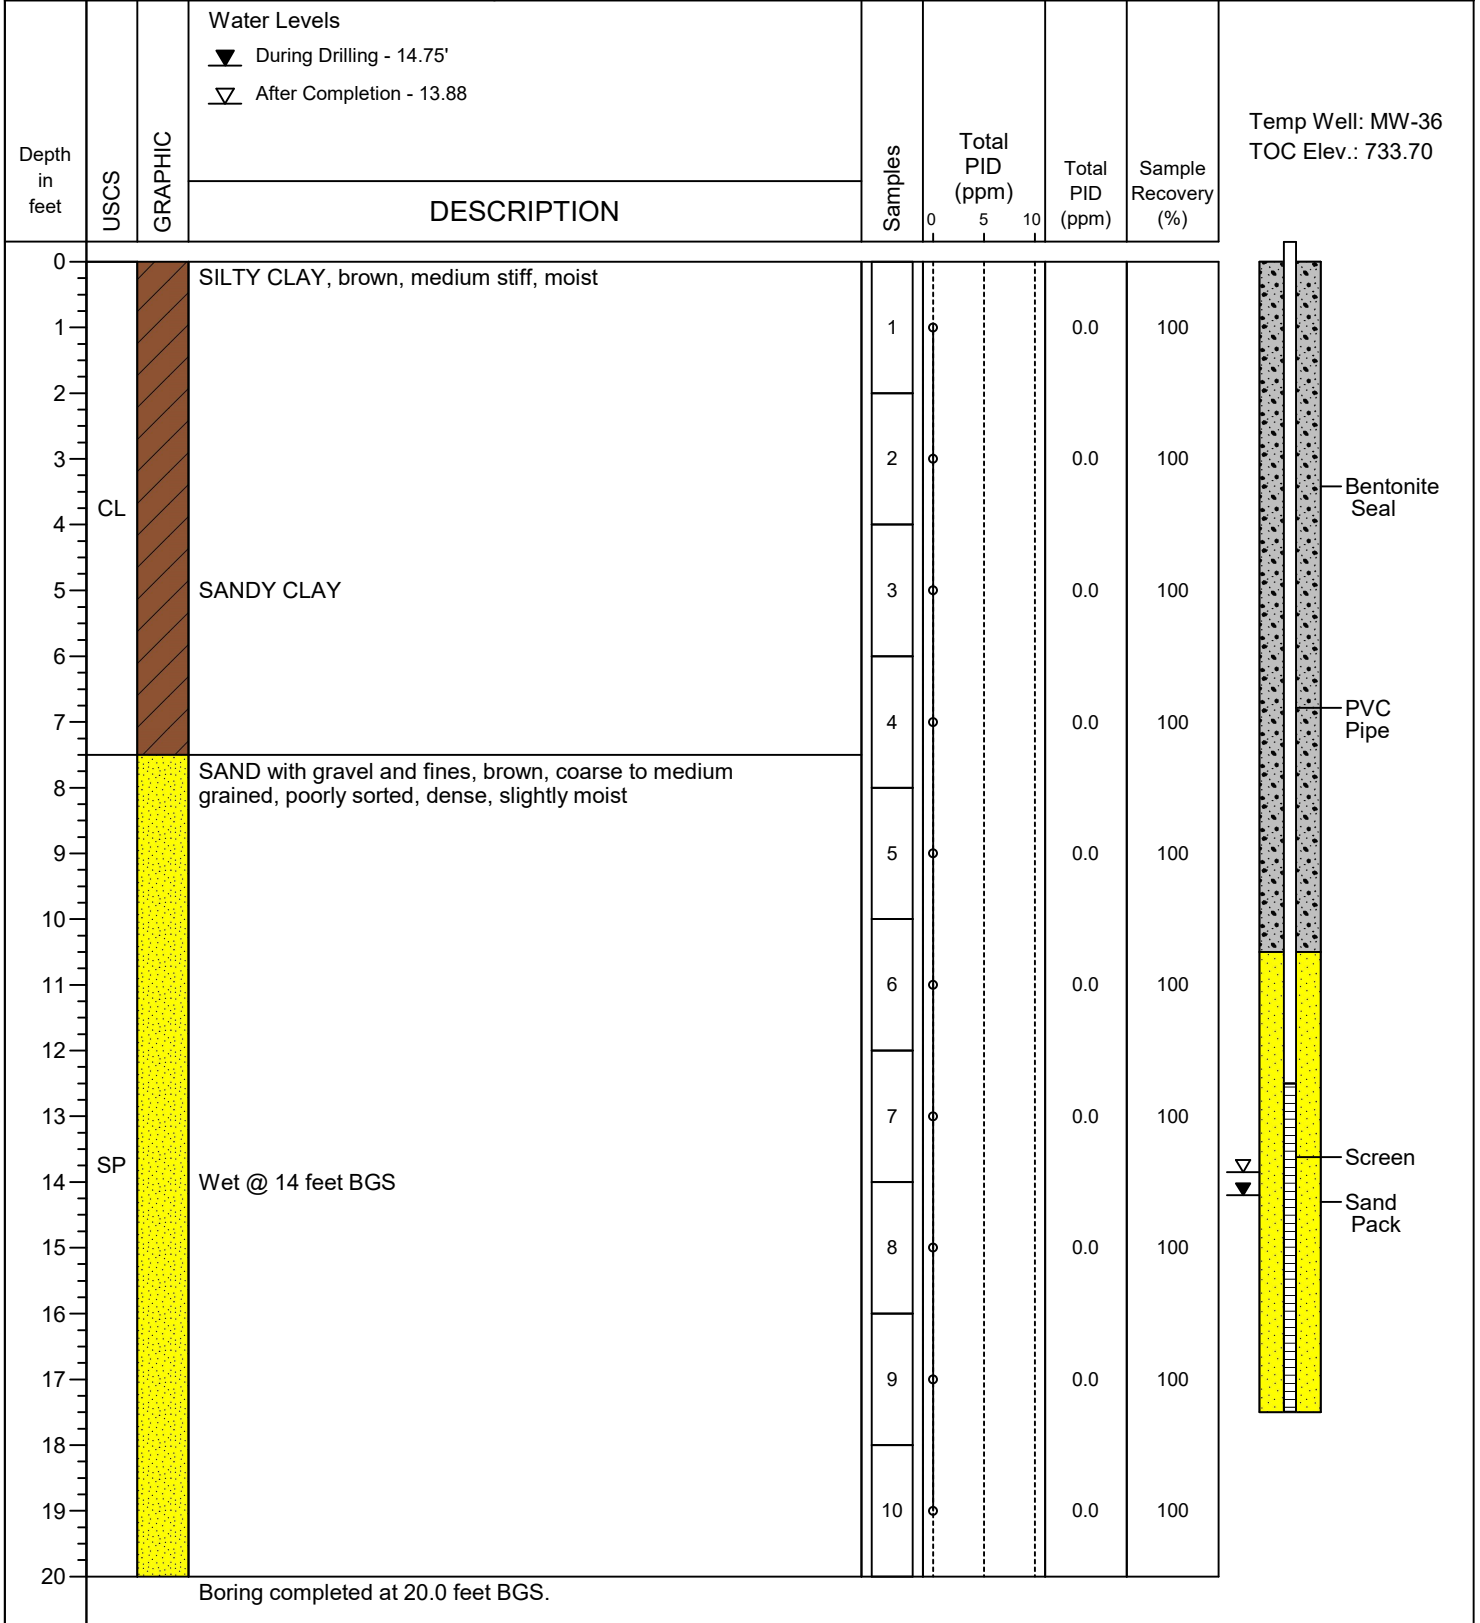 Water Levels
During Drilling - 14.75'
After Completion - 13.88
Temp Well: MW-36
TOC Elev.: 733.70
Depth
in
feet
USCS
GRAPHIC
DESCRIPTION
Samples
Total
PID
(ppm)
0 5 10
Total
PID
(ppm)
Sample
Recovery
(%)
0
SILTY CLAY, brown, medium stiff, moist
1 1 0.0 100
2
3 2 0.0 100
Bentonite
Seal
CL
4
5 SANDY CLAY 3 0.0 100
6
PVC
Pipe
7 4 0.0 100
SAND with gravel and fines, brown, coarse to medium
8
grained, poorly sorted, dense, slightly moist
9 5 0.0 100
10
11 6 0.0 100
12
13 7 0.0 100
Screen
SP
14 Wet @ 14 feet BGS
Sand
Pack
15 8 0.0 100
16
17 9 0.0 100
18
19 10 0.0 100
20
Boring completed at 20.0 feet BGS.